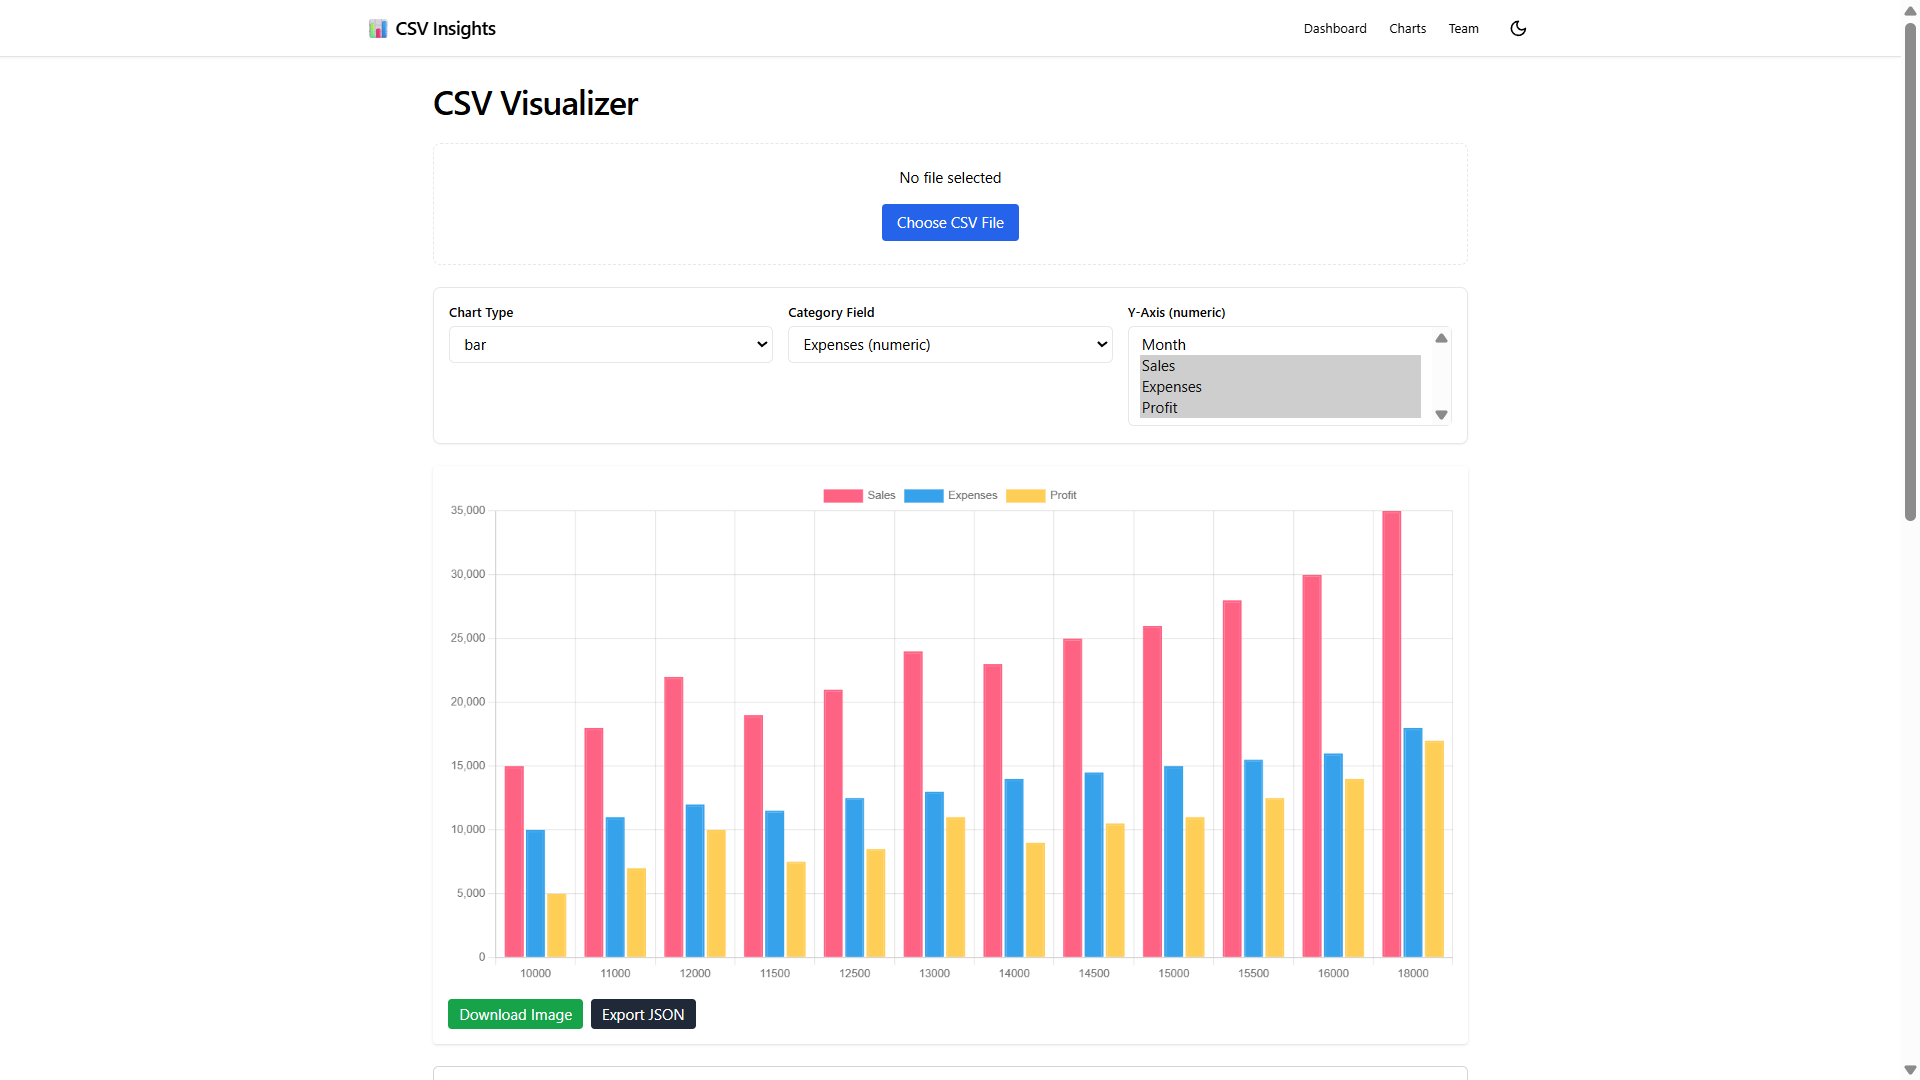 CSV Insights
Dashboard Charts Team
CSV Visualizer
No file selected
Choose CSV File
Chart Type
bar
Category Field
Expenses (numeric)
Y-Axis (numeric)
Month
Sales
Expenses
Profit
Sales Expenses Profit
35,000
30,000
25,000
20,000
15,000
10,000
5,000
0
10000 11000 12000 11500 12500 13000 14000 14500 15000 15500 16000 18000
Download Image Export JSON